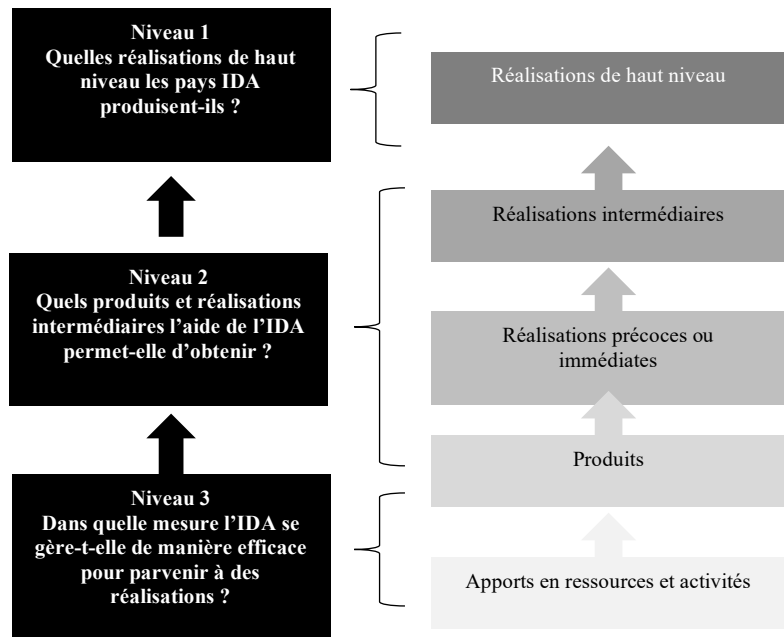 Niveau 1
Quelles réalisations de haut
niveau les pays IDA
produisent-ils ?
Réalisations de haut niveau
Réalisations intermédiaires
Niveau 2
Quels produits et réalisations
intermédiaires l’aide de l’IDA
permet-elle d’obtenir ?
Réalisations précoces ou
immédiates
Produits
Niveau 3
Dans quelle mesure l’IDA se
gère-t-elle de manière efficace
pour parvenir à des
réalisations ?
Apports en ressources et activités